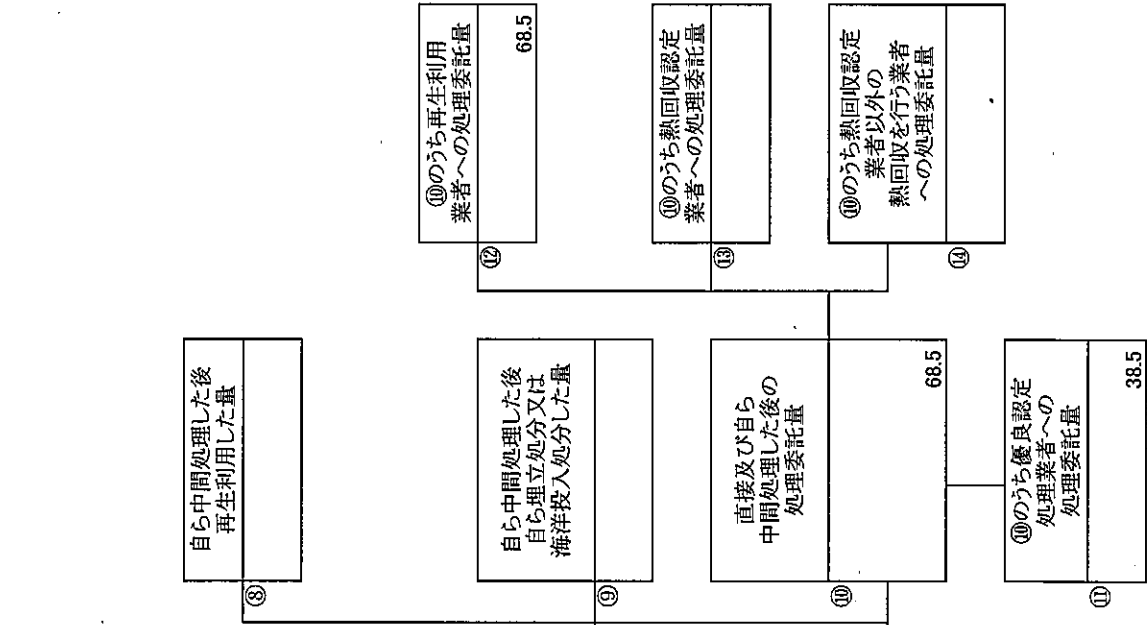 ⑧
自ら中間処理した後
再生利用した量
⑨
自ら中間処理した後
自ら埋立処分又は
海洋投入処分した量
⑩
直接及び自ら
中間処理した後の
処理委託量
68.5
⑪
⑩のうち優良認定
処理業者への
処理委託量
38.5
⑫
⑩のうち再生利用
業者への処理委託量
68.5
⑬
⑩のうち熱回収認定
業者への処理委託量
⑭
⑩のうち熱回収認定
業者以外の
熱回収を行う業者
への処理委託量